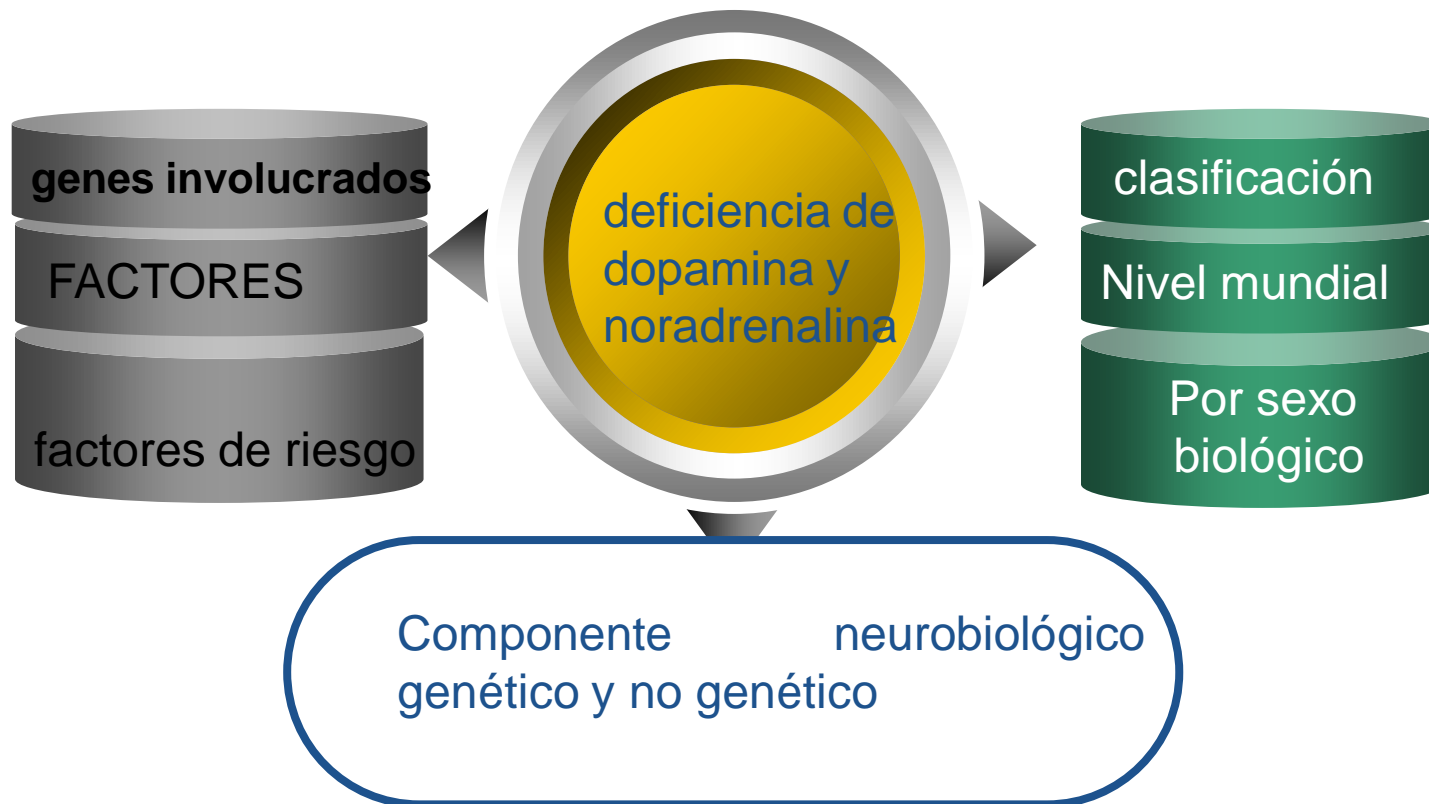 genes involucrados
FACTORES
factores de riesgo
deficiencia de
dopamina y
noradrenalina
clasificación
Nivel mundial
Por sexo
biológico
Componente neurobiológico
genético y no genético